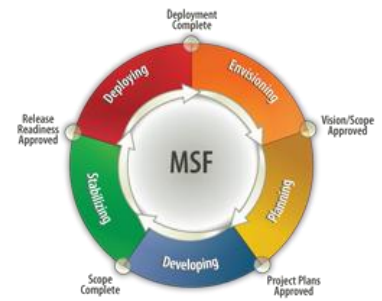 Deployment
Complete
Deploying
Envisioning
Release
Readiness
Approved
Vision/Scope
Approved
MSF
Stabilizing
Planning
Developing
Scope
Complete
Project Plans
Approved